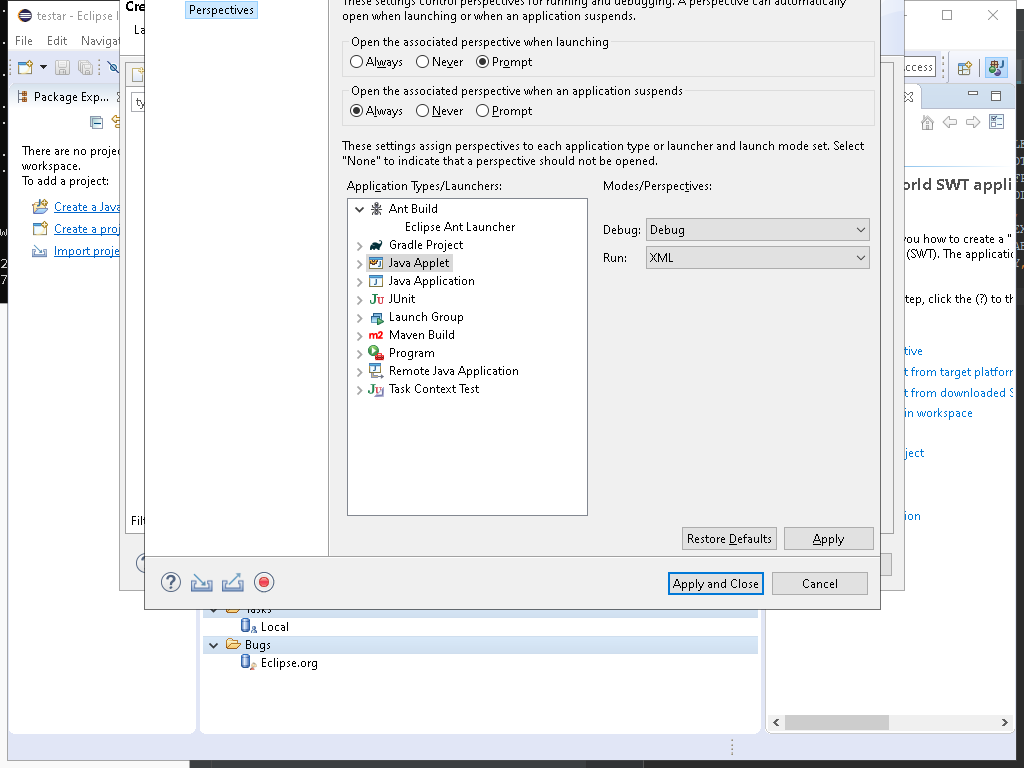 testar - Eclipse I
Cre
Perspectives
These settings control perspectives for running and debugging. A perspective can automatically
open when launching or when an application suspends.
File Edit Navigat
La
Open the associated perspective when launching
Always Never Prompt
ccess
Package Exp...
ty
Open the associated perspective when an application suspends
Always Never Prompt
There are no proje
workspace.
To add a project:
Create a Java
Create a proj
Import proje
These settings assign perspectives to each application type or launcher and launch mode set. Select
"None" to indicate that a perspective should not be opened.
Application Types/Launchers:
Modes/Perspectives:
Ant Build
Eclipse Ant Launcher
Gradle Project
Java Applet
Java Application
JUnit
Launch Group
Maven Build
Program
Remote Java Application
Task Context Test
Debug: Debug
Run: XML
orld SWT appli
you how to create a "
(SWT). The applicatio
tep, click the (?) to th
tive
t from target platforn
t from downloaded S
in workspace
ject
ion
Filt
Restore Defaults
Apply
Apply and Close
Cancel
Tasks
Local
Bugs
Eclipse.org